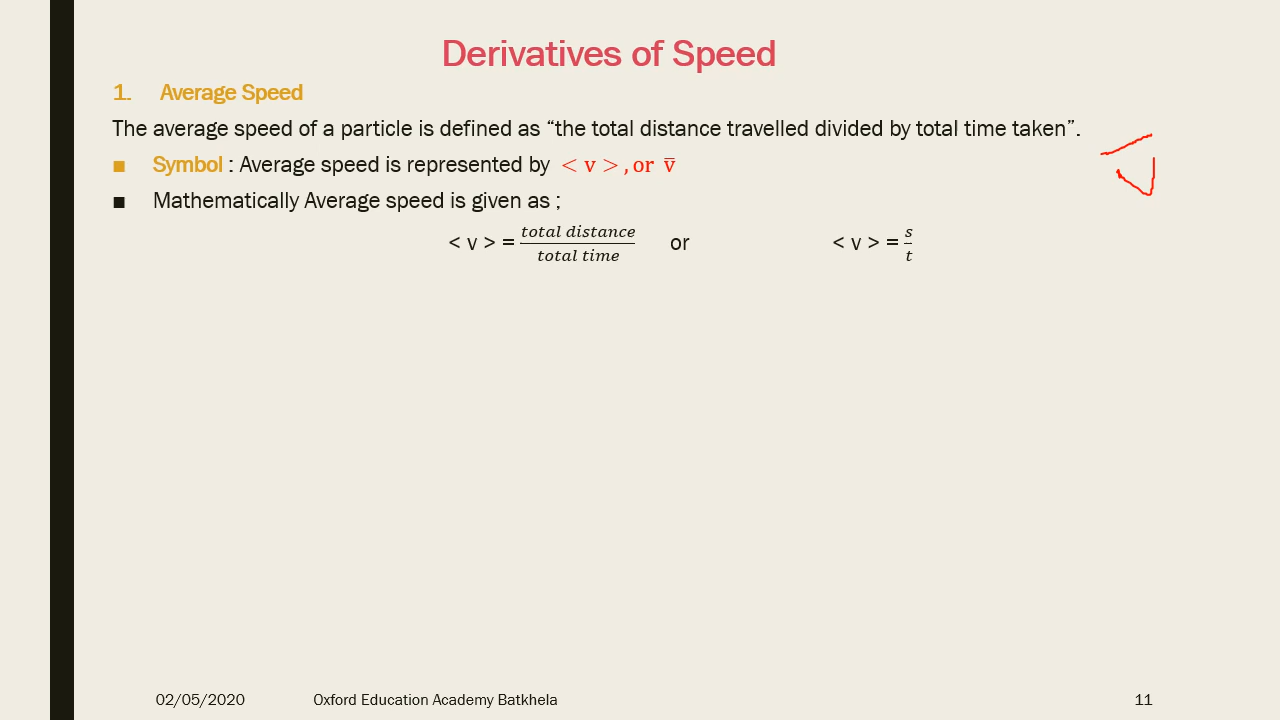 Derivatives of Speed
1. Average Speed
The average speed of a particle is defined as “the total distance travelled divided by total time taken”.
■ Symbol : Average speed is represented by < v > , or v̅
■ Mathematically Average speed is given as ;
< v > = total distance / total time or < v > = s / t
v̅
02/05/2020 Oxford Education Academy Batkhela 11